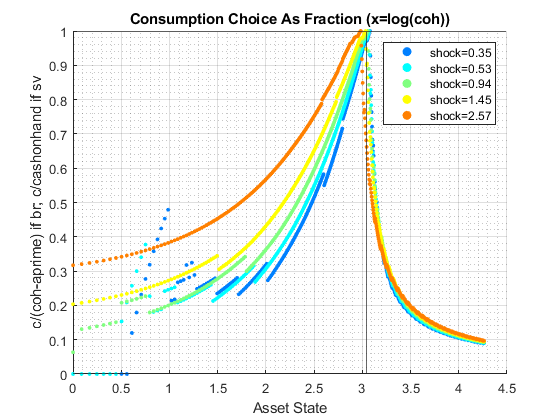 Consumption Choice As Fraction (x=log(coh))
c/(coh-aprime) if br, c/cashonhand if sv
1
0.9
0.8
0.7
0.6
0.5
0.4
0.3
0.2
0.1
0
shock=0.35
shock=0.53
shock=0.94
shock=1.45
shock=2.57
0 0.5 1 1.5 2 2.5 3 3.5 4 4.5
Asset State